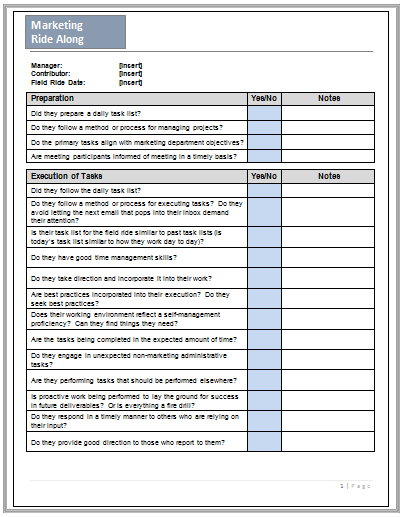 Marketing
Ride Along
Manager: [Insert]
Contributor: [Insert]
Field Ride Date: [Insert]
Preparation Yes/No Notes
Did they prepare a daily task list?
Do they follow a method or process for managing projects?
Do the primary tasks align with marketing department objectives?
Are meeting participants informed of meeting in a timely basis?
Execution of Tasks Yes/No Notes
Did they follow the daily task list?
Do they follow a method or process for executing tasks? Do they
avoid letting the next email that pops into their inbox demand
their attention?
Is their task list for the field ride similar to past task lists (is
today's task list similar to how they work day to day)?
Do they have good time management skills?
Do they take direction and incorporate it into their work?
Are best practices incorporated into their execution? Do they
seek best practices?
Does their working environment reflect a self-management
proficiency? Can they find things they need?
Are the tasks being completed in the expected amount of time?
Do they engage in unexpected non-marketing administrative
tasks?
Are they performing tasks that should be performed elsewhere?
Is proactive work being performed to lay the ground for success
in future deliverables? Or is everything a fire drill?
Do they respond in a timely manner to others who are relying on
their input?
Do they provide good direction to those who report to them?
1 | Page